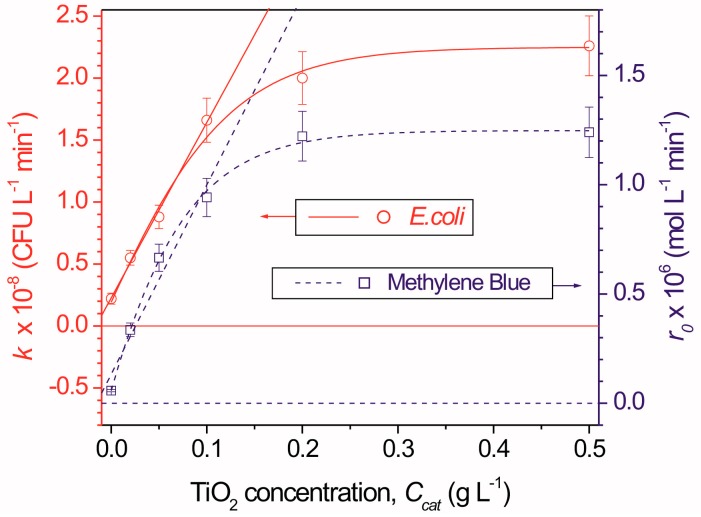 2.5
2.0
1.5
1.0
0.5
0.0
-0.5
k x 10-8 (CFU L-1 min-1)
1.5
1.0
0.5
0.0
r0 x 106 (mol L-1 min-1)
E.coli
Methylene Blue
0.0 0.1 0.2 0.3 0.4 0.5
TiO2 concentration, Ccat (g L-1)